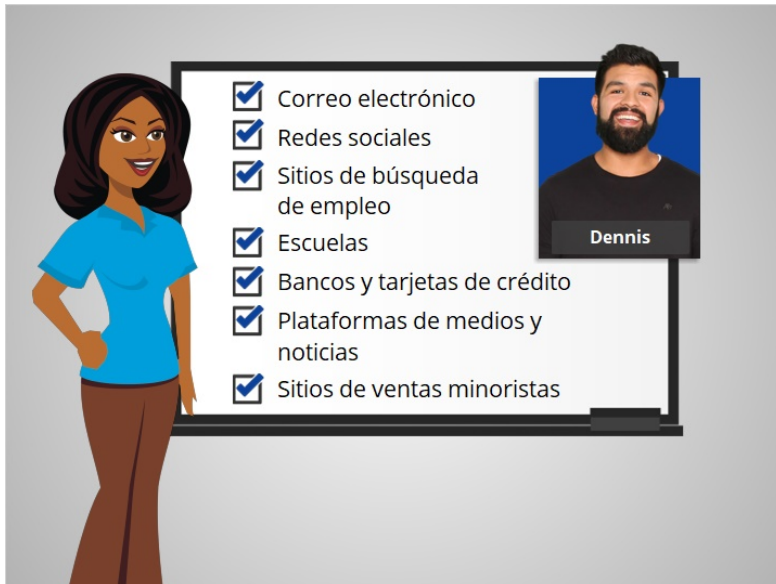 Correo electrónico
Redes sociales
Sitios de búsqueda
de empleo
Escuelas
Bancos y tarjetas de crédito
Plataformas de medios y
noticias
Sitios de ventas minoristas
Dennis